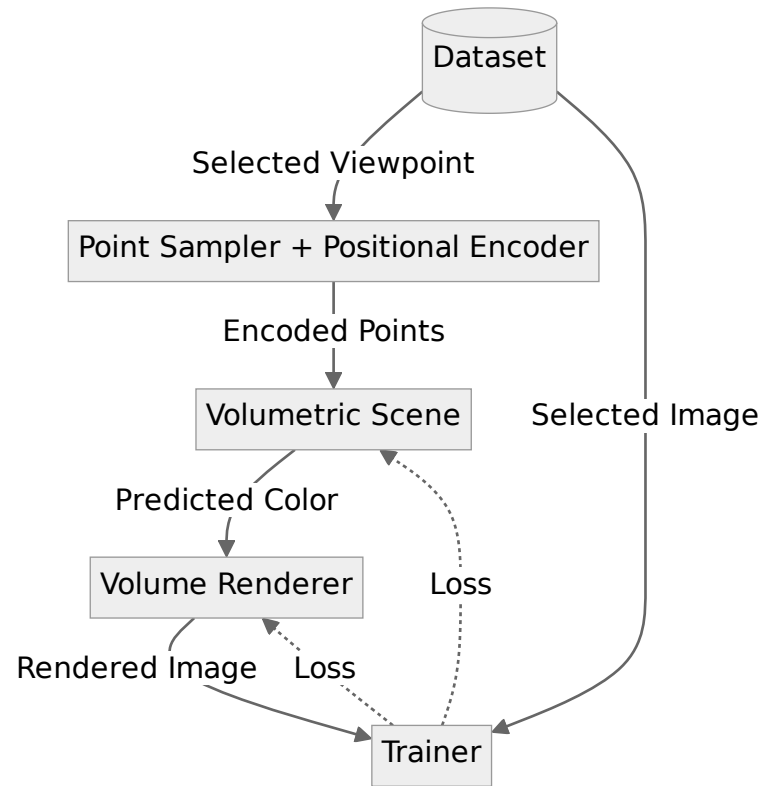 Dataset
Selected Viewpoint
Point Sampler + Positional Encoder
Encoded Points
Volumetric Scene
Selected Image
Predicted Color
Volume Renderer
Loss
Rendered Image
Loss
Trainer